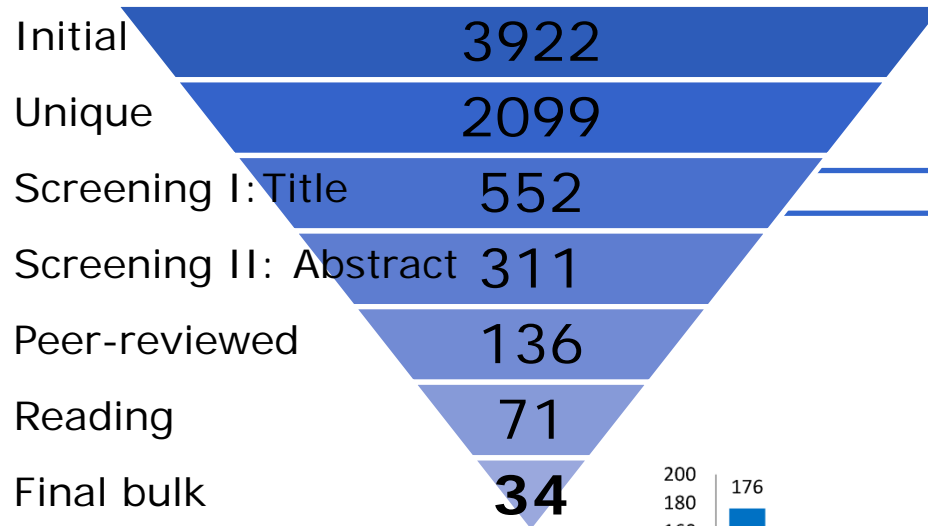 Initial 3922
Unique 2099
Screening I: Title 552
Screening II: Abstract 311
Peer-reviewed 136
Reading 71
Final bulk 34
200
176
180
160